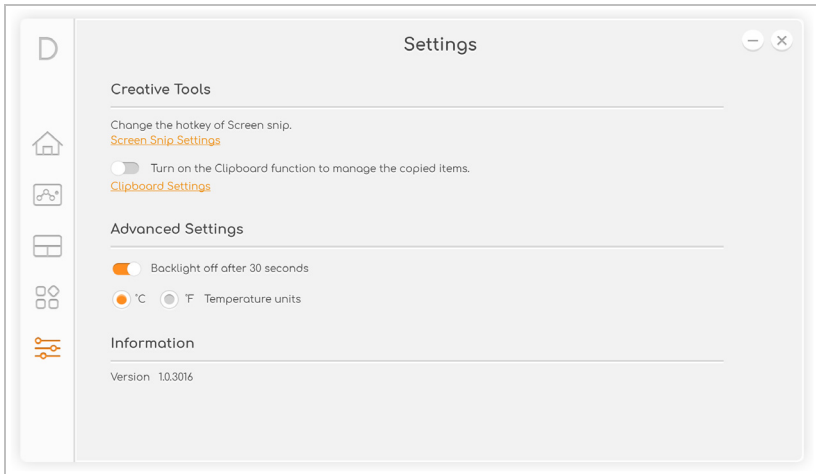 D
Settings
Creative Tools
Change the hotkey of Screen snip.
Screen Snip Settings
Turn on the Clipboard function to manage the copied items.
Clipboard Settings
Advanced Settings
Backlight off after 30 seconds
°C °F Temperature units
Information
Version 1.0.3016